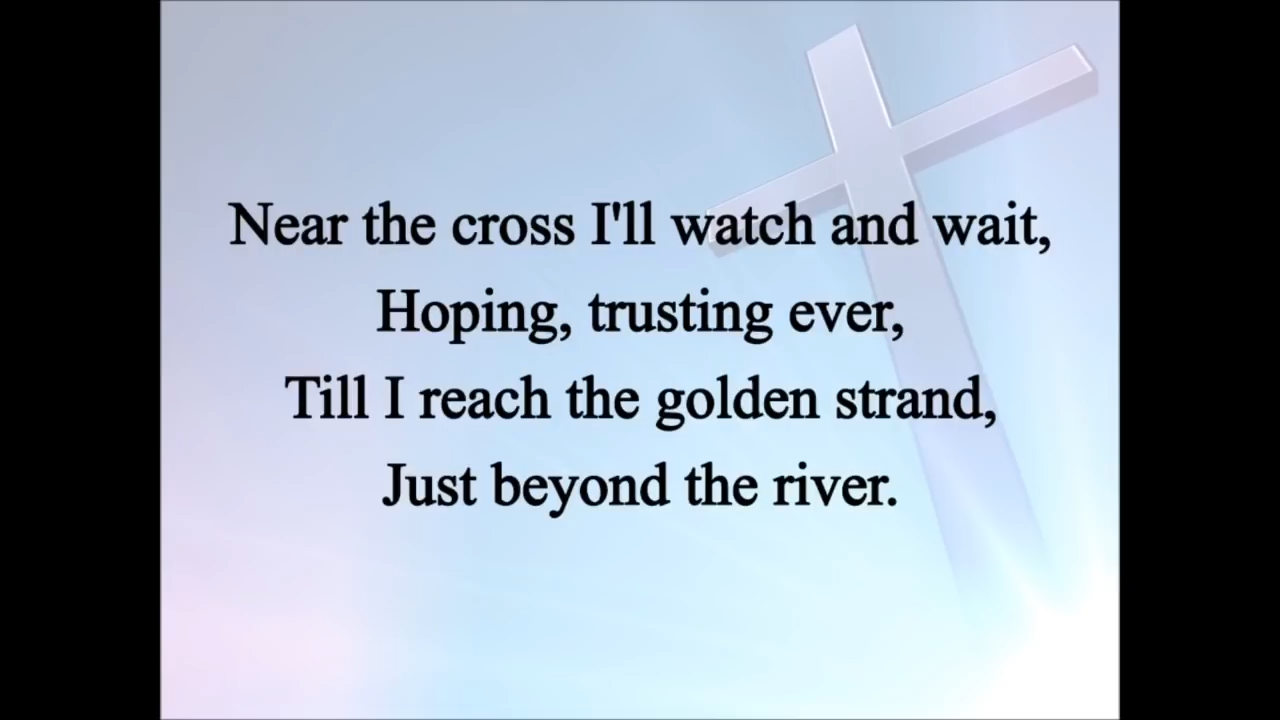 Near the cross I'll watch and wait,
Hoping, trusting ever,
Till I reach the golden strand,
Just beyond the river.